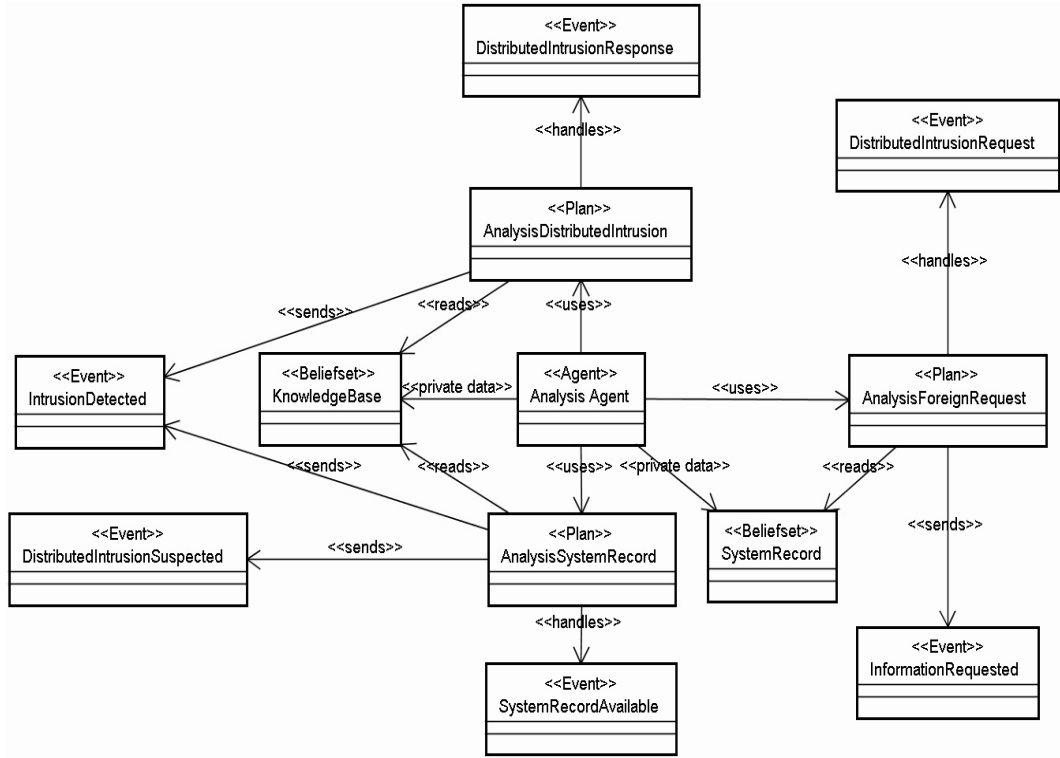 <<Event>>
DistributedIntrusionResponse
<<handles>>
<<Event>>
DistributedIntrusionRequest
<<Plan>>
AnalysisDistributedIntrusion
<<handles>>
<<sends>>
<<reads>>
<<uses>>
<<Event>>
IntrusionDetected
<<Beliefset>>
KnowledgeBase
<<private data>>
<<Agent>>
Analysis Agent
<<uses>>
<<Plan>>
AnalysisForeignRequest
<<sends>>
<<reads>>
<<uses>>
<<private data>>
<<reads>>
<<Event>>
DistributedIntrusionSuspected
<<sends>>
<<Plan>>
AnalysisSystemRecord
<<Beliefset>>
SystemRecord
<<sends>>
<<handles>>
<<Event>>
SystemRecordAvailable
<<Event>>
InformationRequested